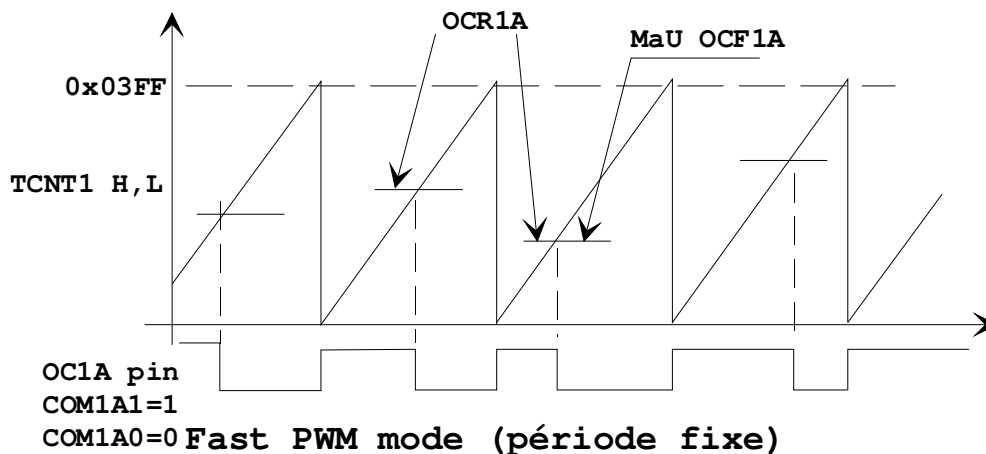 OCR1A
MaU OCF1A
0x03FF
TCNT1 H,L
OC1A pin
COM1A1=1
COM1A0=0 Fast PWM mode (période fixe)